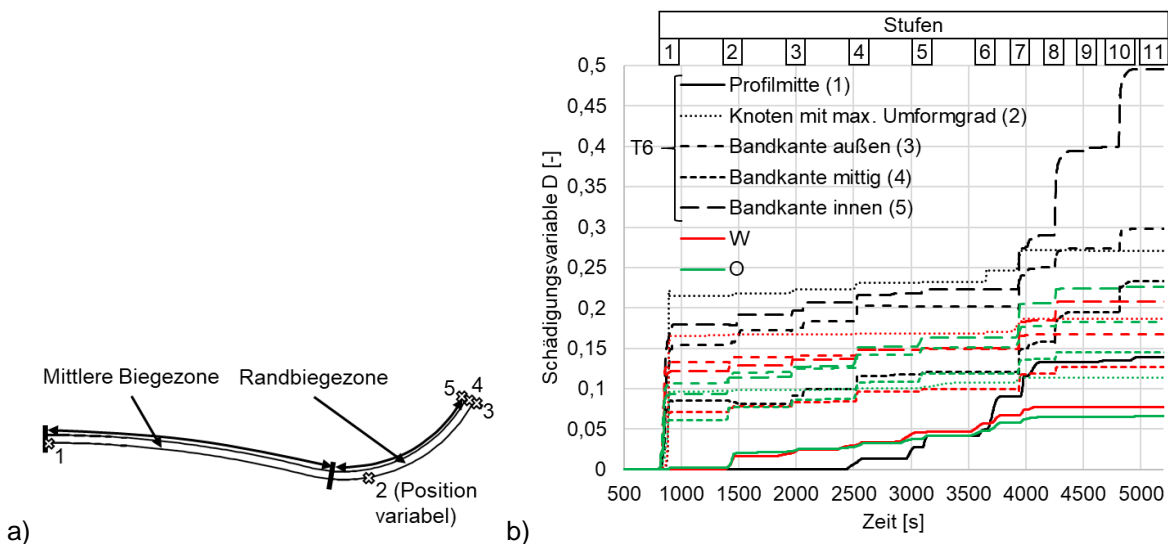 Mittlere Biegezone
Randbiegezone
5
4
3
1
2 (Position
variabel)
a)
Stufen
1 2 3 4 5 6 7 8 9 10 11
Schädigungsvariable D [-]
0,5
0,45
0,4
0,35
0,3
0,25
0,2
0,15
0,1
0,05
0
T6
Profilmitte (1)
Knoten mit max. Umformgrad (2)
Bandkante außen (3)
Bandkante mittig (4)
Bandkante innen (5)
W
O
500 1000 1500 2000 2500 3000 3500 4000 4500 5000
Zeit [s]
b)